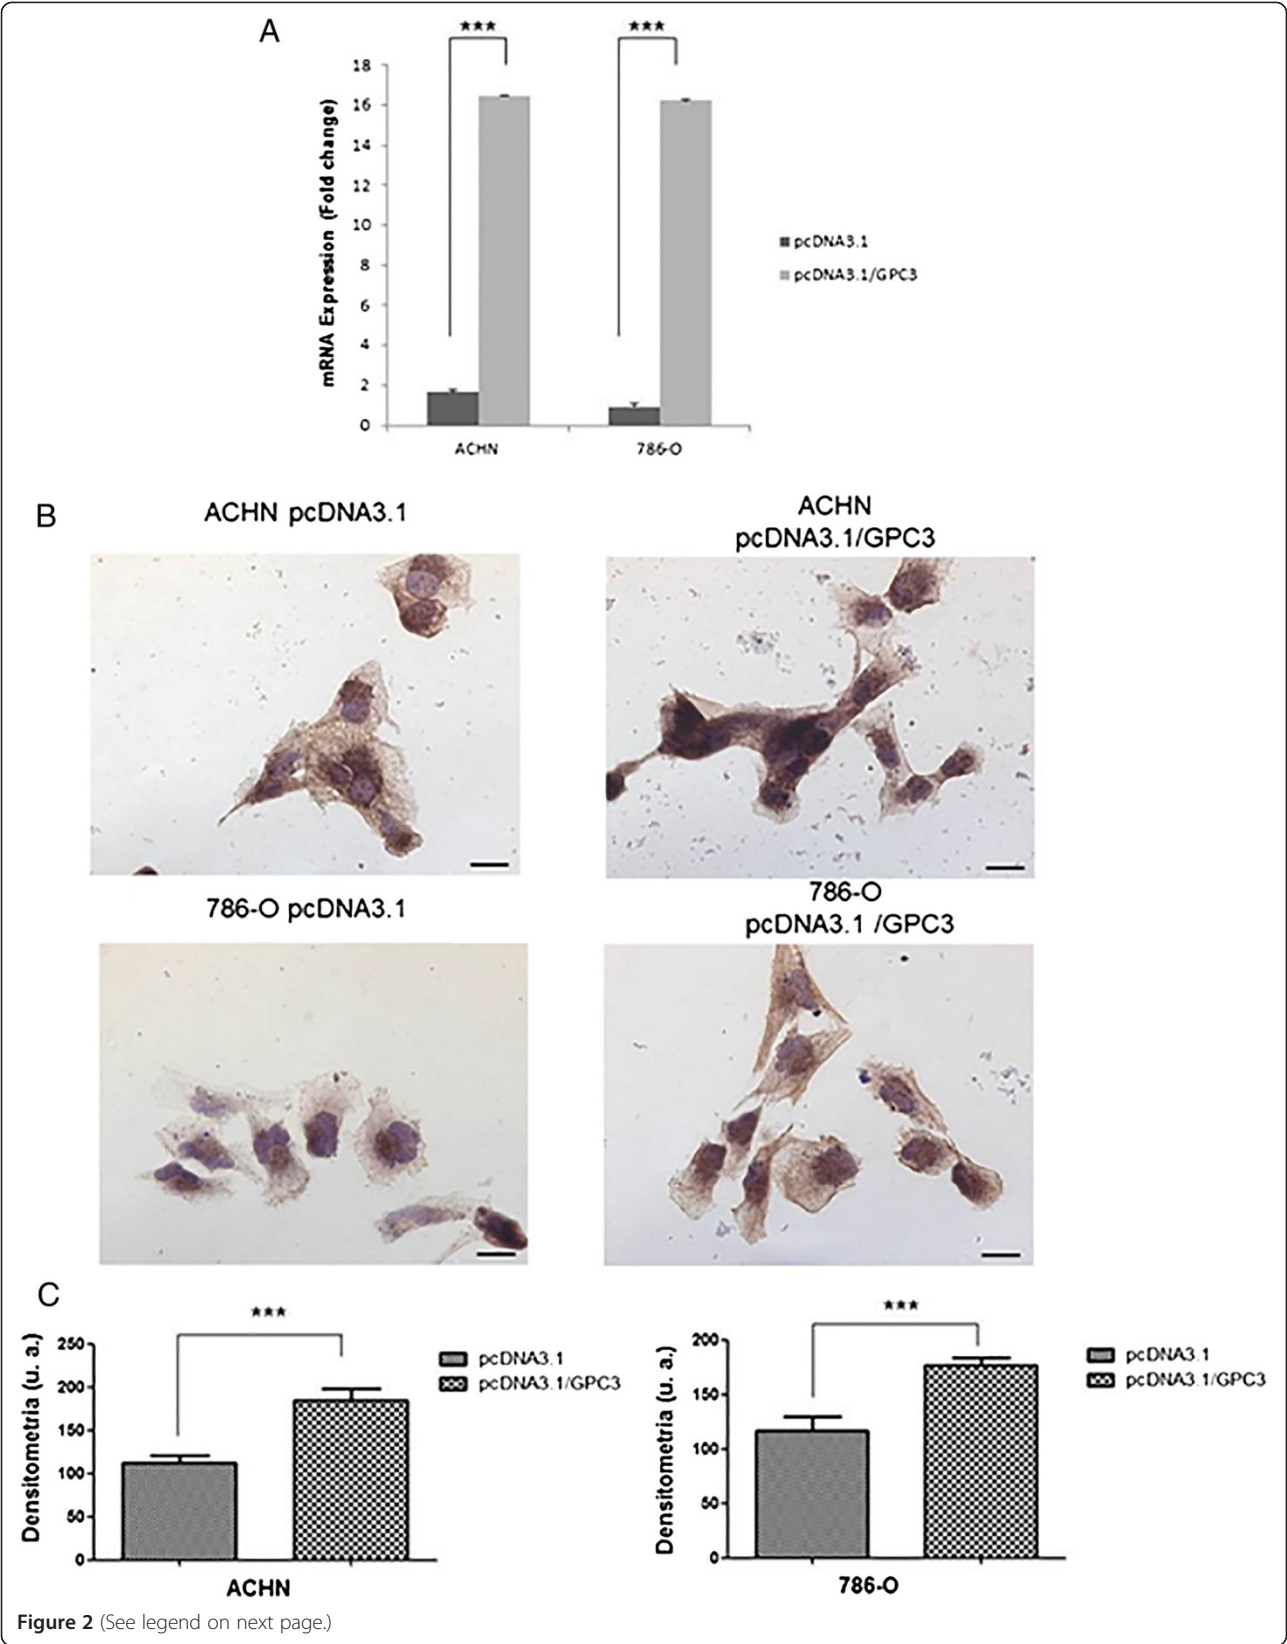 A
★★★ ★★★
mRNA Expression (Fold change)
18
16
14
12
10
8
6
4
2
0
pcDNA3.1
pcDNA3.1/GPC3
ACHN 786-O
B
ACHN pcDNA3.1
ACHN
pcDNA3.1/GPC3
786-O pcDNA3.1
786-O
pcDNA3.1 /GPC3
C
★★★
Densitometria (u. a.)
250
200
150
100
50
0
pcDNA3.1
pcDNA3.1/GPC3
ACHN
★★★
Densitometria (u. a.)
200
150
100
50
0
pcDNA3.1
pcDNA3.1/GPC3
786-O
Figure 2 (See legend on next page.)